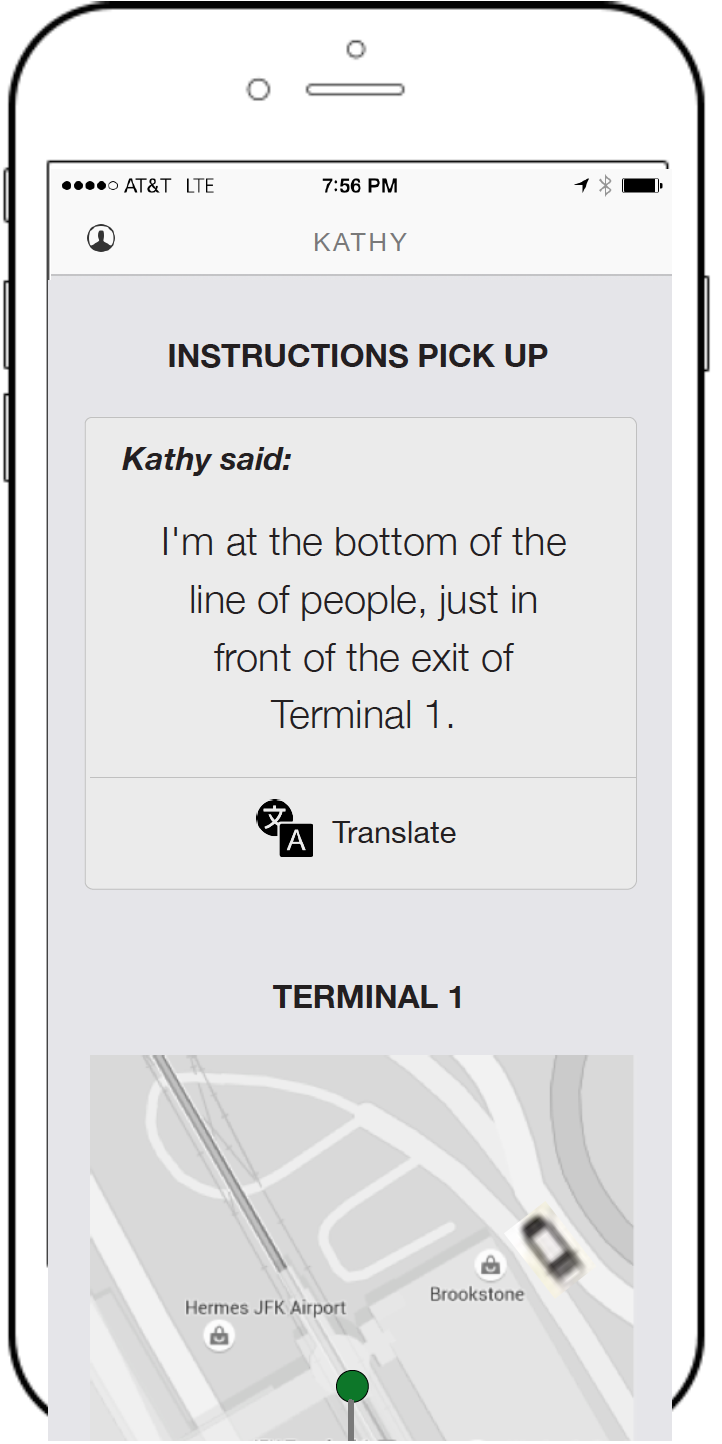 AT&T LTE 7:56 PM
KATHY
INSTRUCTIONS PICK UP
Kathy said:
I'm at the bottom of the
line of people, just in
front of the exit of
Terminal 1.
文
A
Translate
TERMINAL 1
Brookstone
Hermes JFK Airport